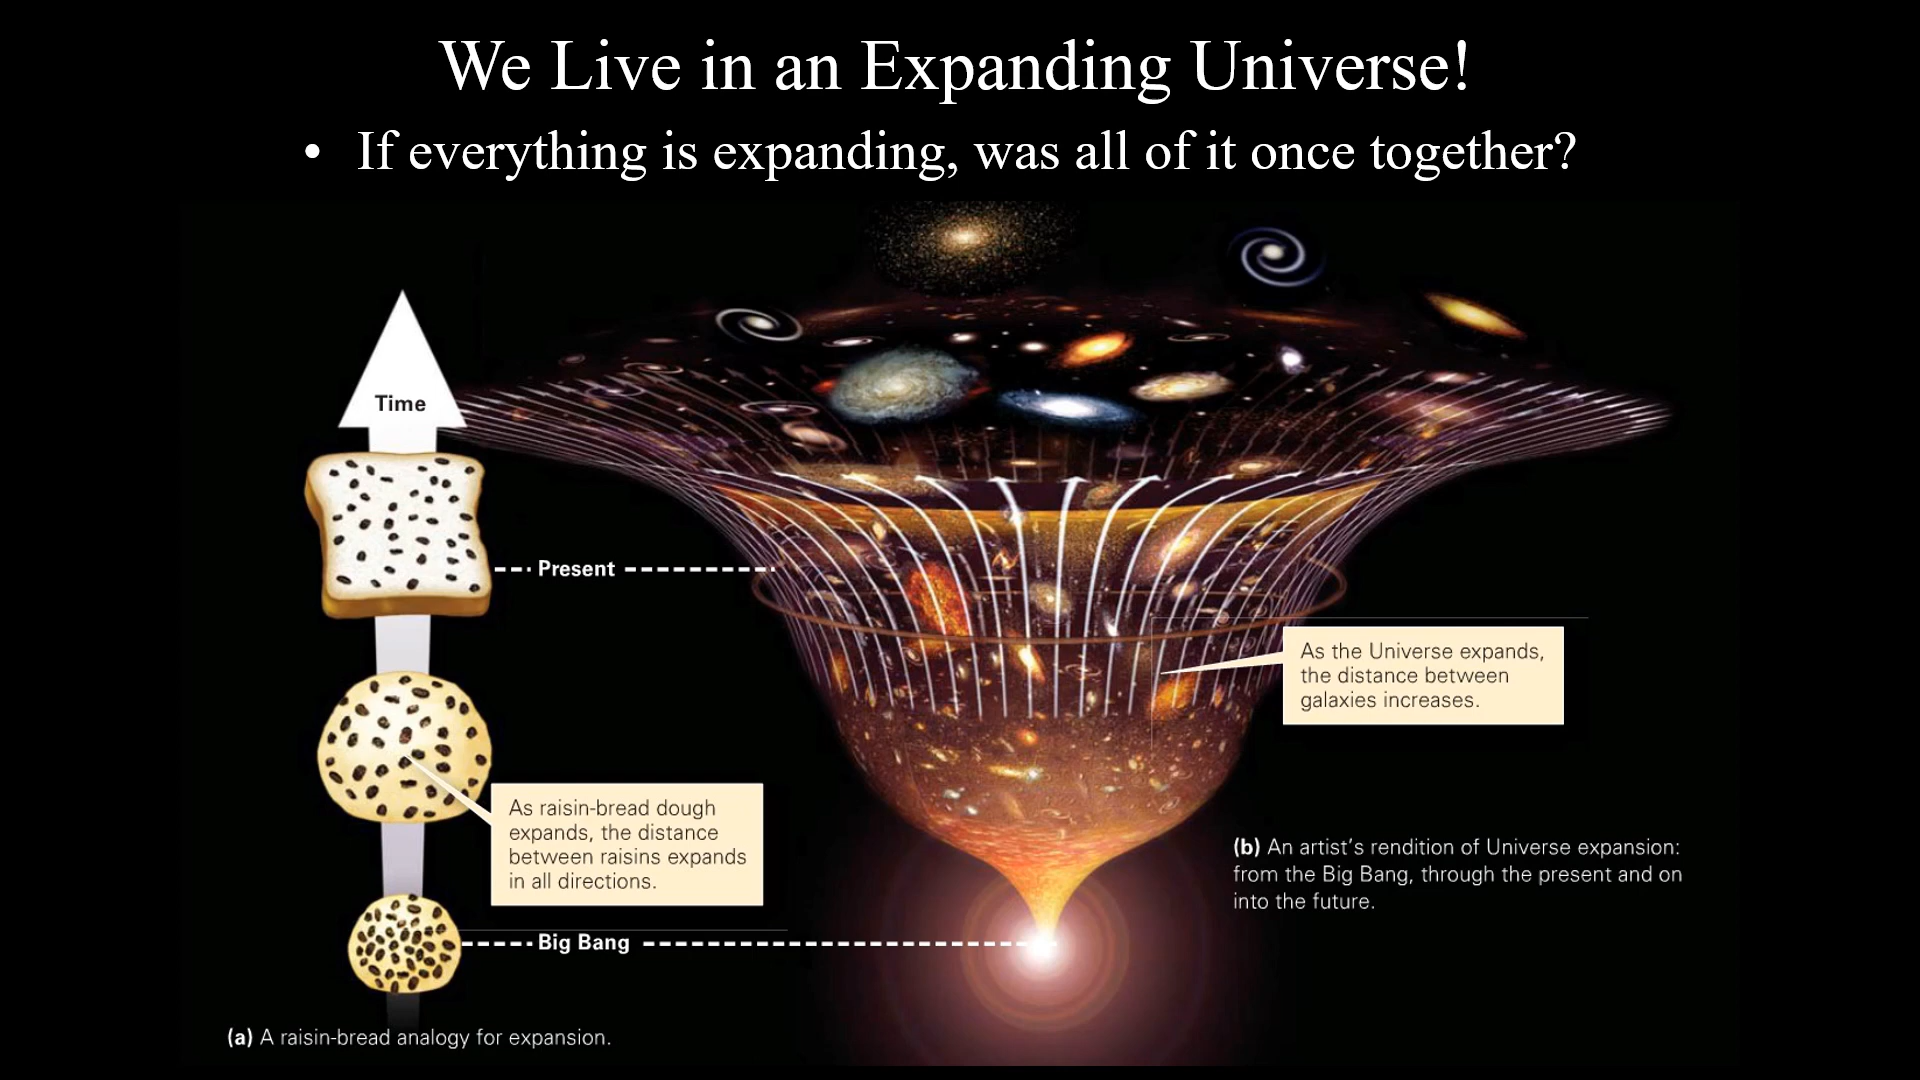 We Live in an Expanding Universe!
• If everything is expanding, was all of it once together?
Time
Present
As the Universe expands,
the distance between
galaxies increases.
As raisin-bread dough
expands, the distance
between raisins expands
in all directions.
(b) An artist's rendition of Universe expansion:
from the Big Bang, through the present and on
into the future.
Big Bang
(a) A raisin-bread analogy for expansion.